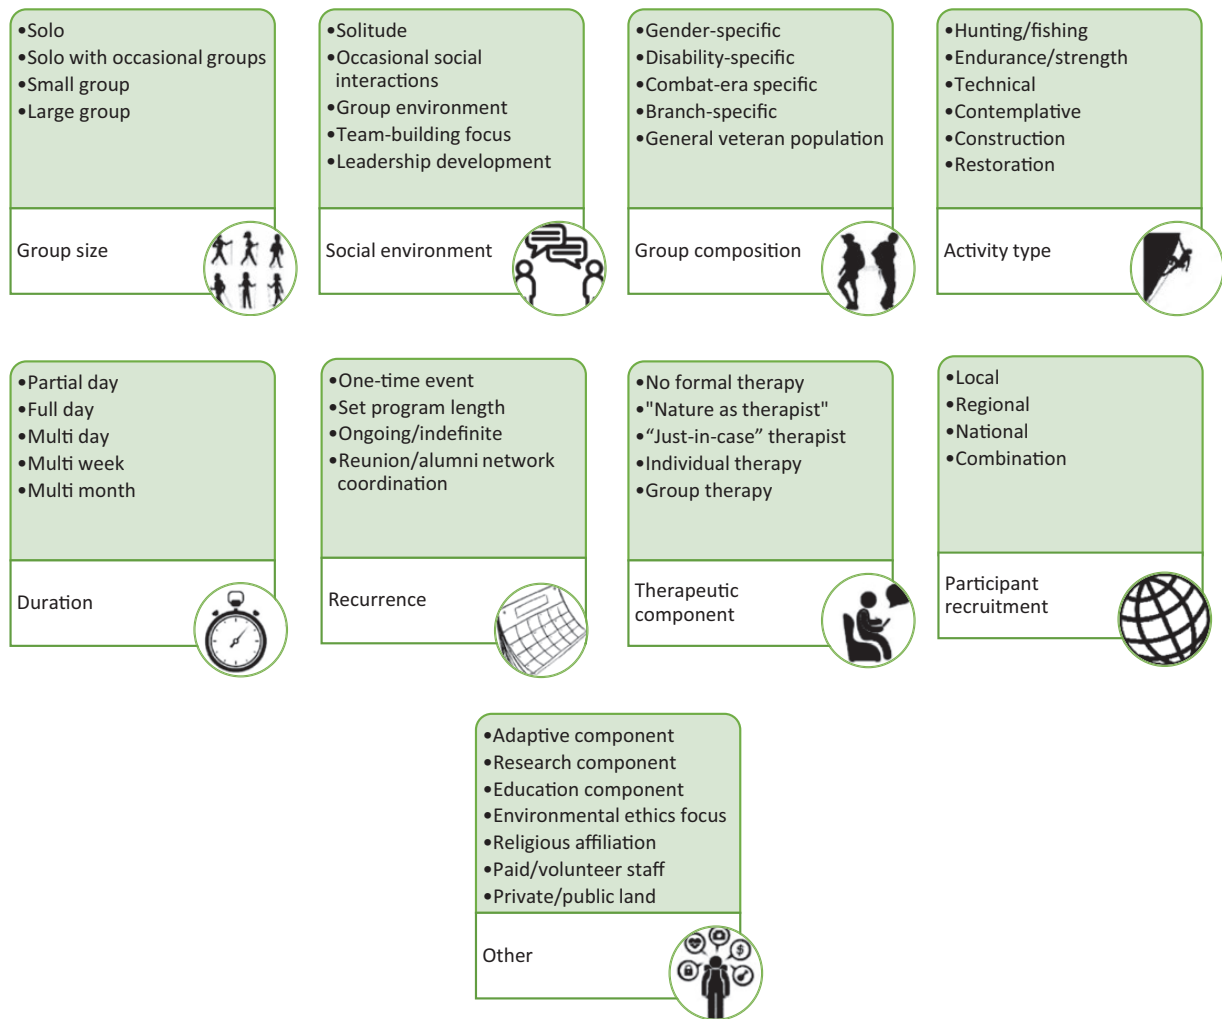 •Solo
•Solo with occasional groups
•Small group
•Large group
Group size
•Solitude
•Occasional social
interactions
•Group environment
•Team-building focus
•Leadership development
Social environment
•Gender-specific
•Disability-specific
•Combat-era specific
•Branch-specific
•General veteran population
Group composition
•Hunting/fishing
•Endurance/strength
•Technical
•Contemplative
•Construction
•Restoration
Activity type
•Partial day
•Full day
•Multi day
•Multi week
•Multi month
Duration
•One-time event
•Set program length
•Ongoing/indefinite
•Reunion/alumni network
coordination
Recurrence
•No formal therapy
•"Nature as therapist"
•“Just-in-case” therapist
•Individual therapy
•Group therapy
Therapeutic
component
•Local
•Regional
•National
•Combination
Participant
recruitment
•Adaptive component
•Research component
•Education component
•Environmental ethics focus
•Religious affiliation
•Paid/volunteer staff
•Private/public land
Other
$